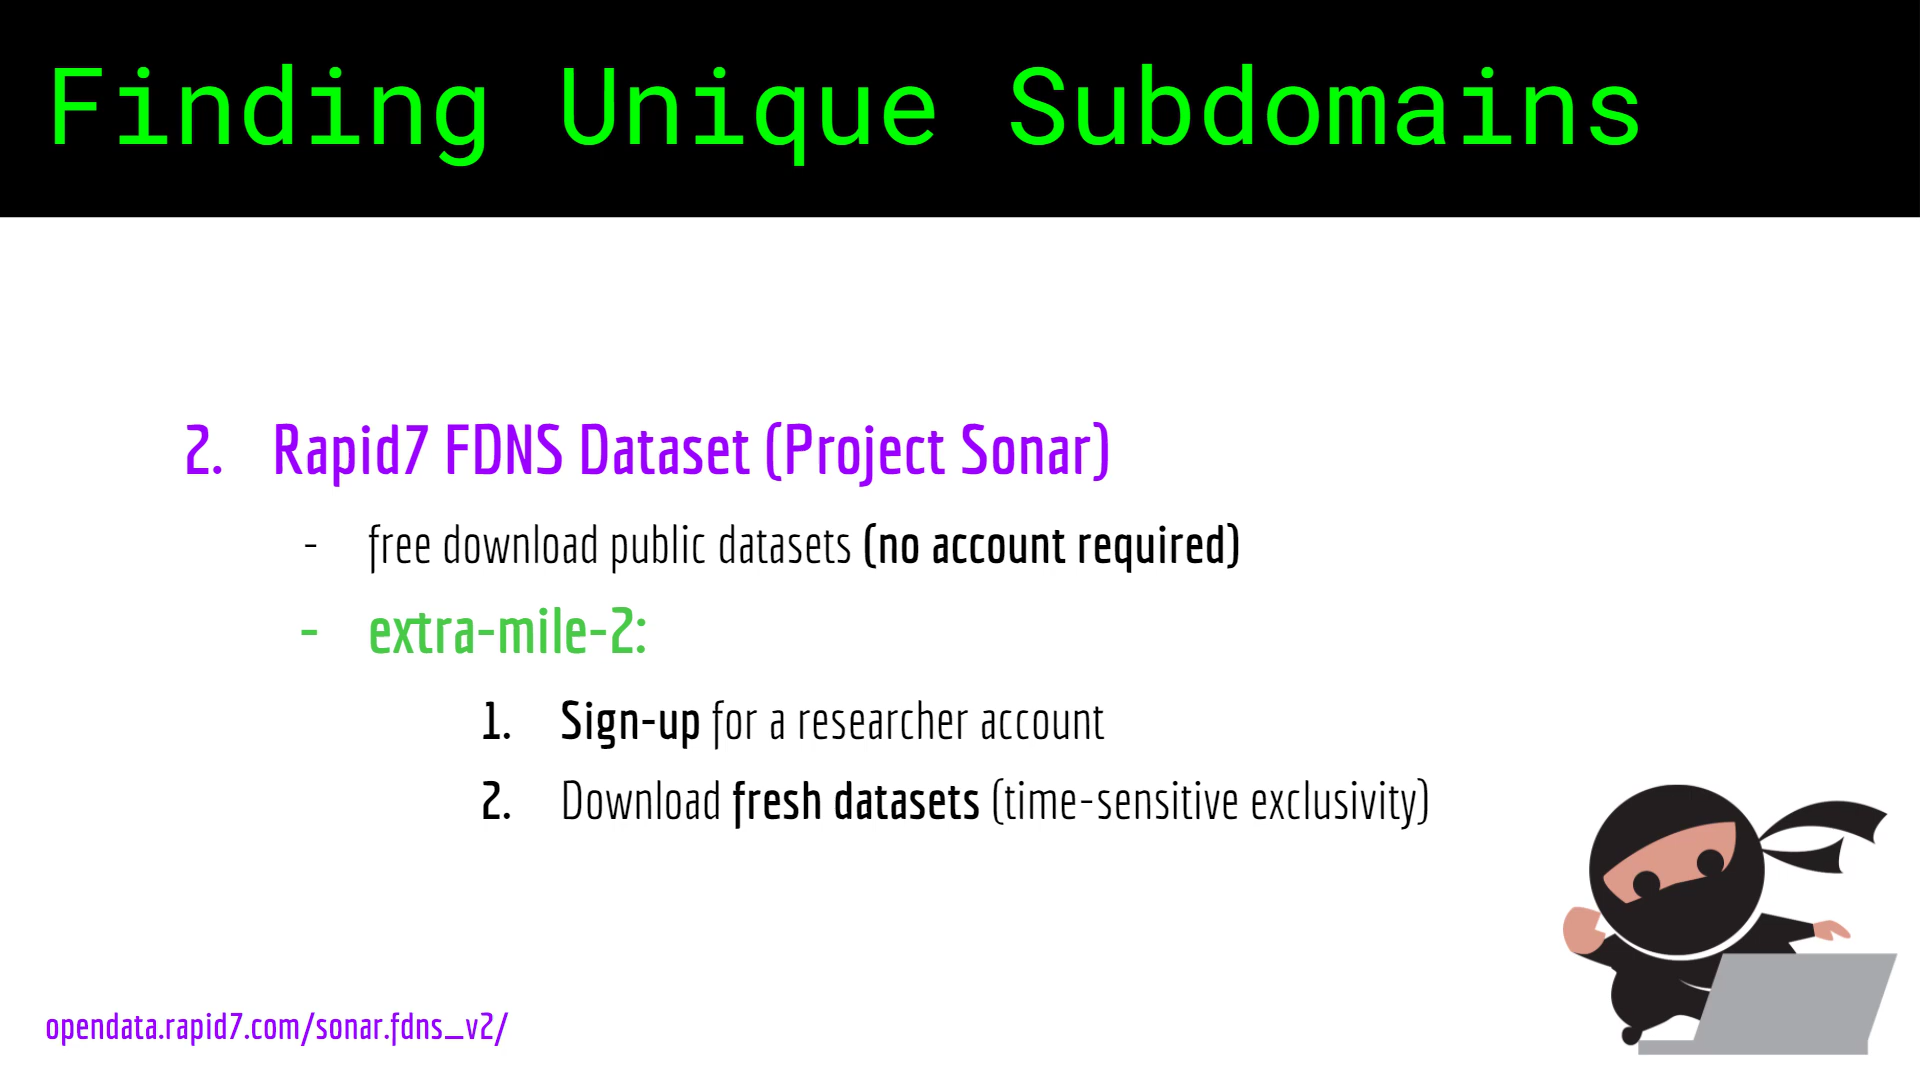 Finding Unique Subdomains
2. Rapid7 FDNS Dataset (Project Sonar)
- free download public datasets (no account required)
- extra-mile-2:
1. Sign-up for a researcher account
2. Download fresh datasets (time-sensitive exclusivity)
opendata.rapid7.com/sonar.fdns_v2/